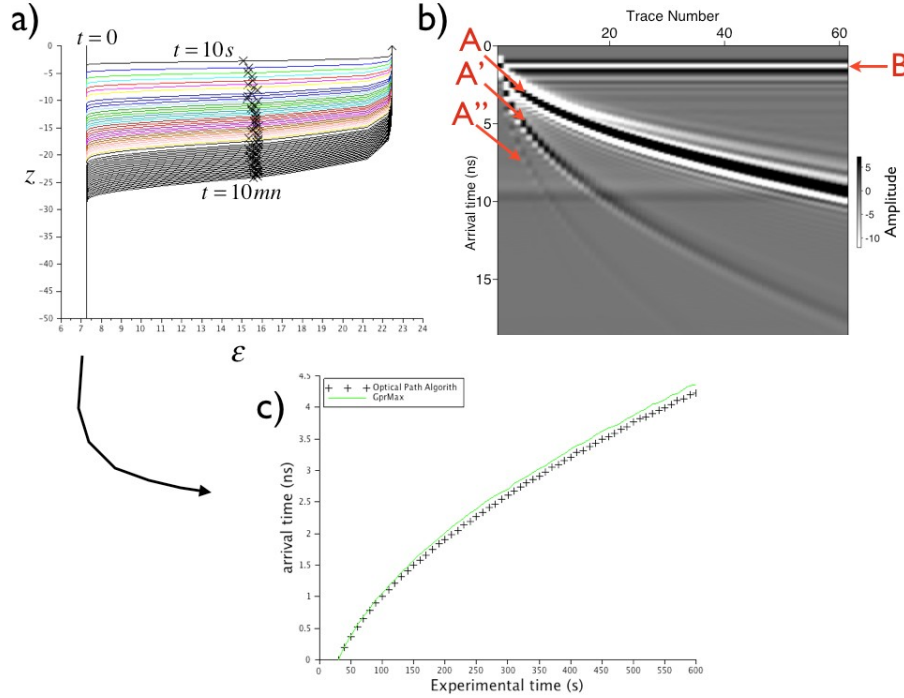 a)
t=0
t=10s
t=10mn
z
0
−5
−10
−15
−20
−25
−30
−35
−40
−45
−50
6 7 8 9 10 11 12 13 14 15 16 17 18 19 20 21 22 23 24
ε
b)
Trace Number
20 40 60
0
5
10
15
Arrival time (ns)
A
A’
A’’
B
5
0
-5
-10
Amplitude
c)
+ + + Optical Path Algorith
GprMax
4.5
4
3.5
3
2.5
2
1.5
1
0.5
0
arrival time (ns)
0 50 100 150 200 250 300 350 400 450 500 550 600
Experimental time (s)